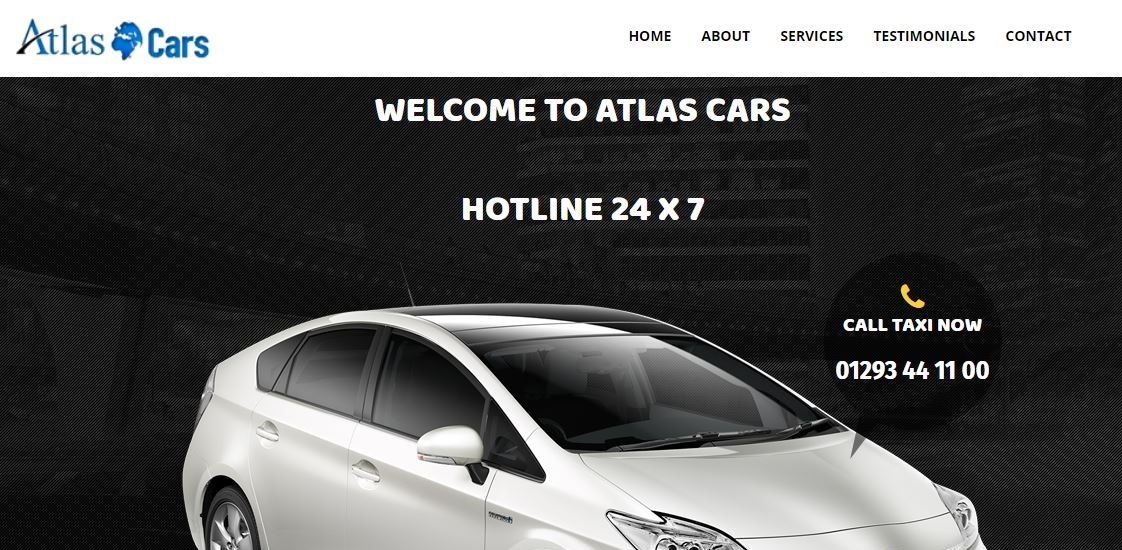 Atlas Cars
HOME ABOUT SERVICES TESTIMONIALS CONTACT
WELCOME TO ATLAS CARS
HOTLINE 24 X 7
CALL TAXI NOW
01293 44 11 00